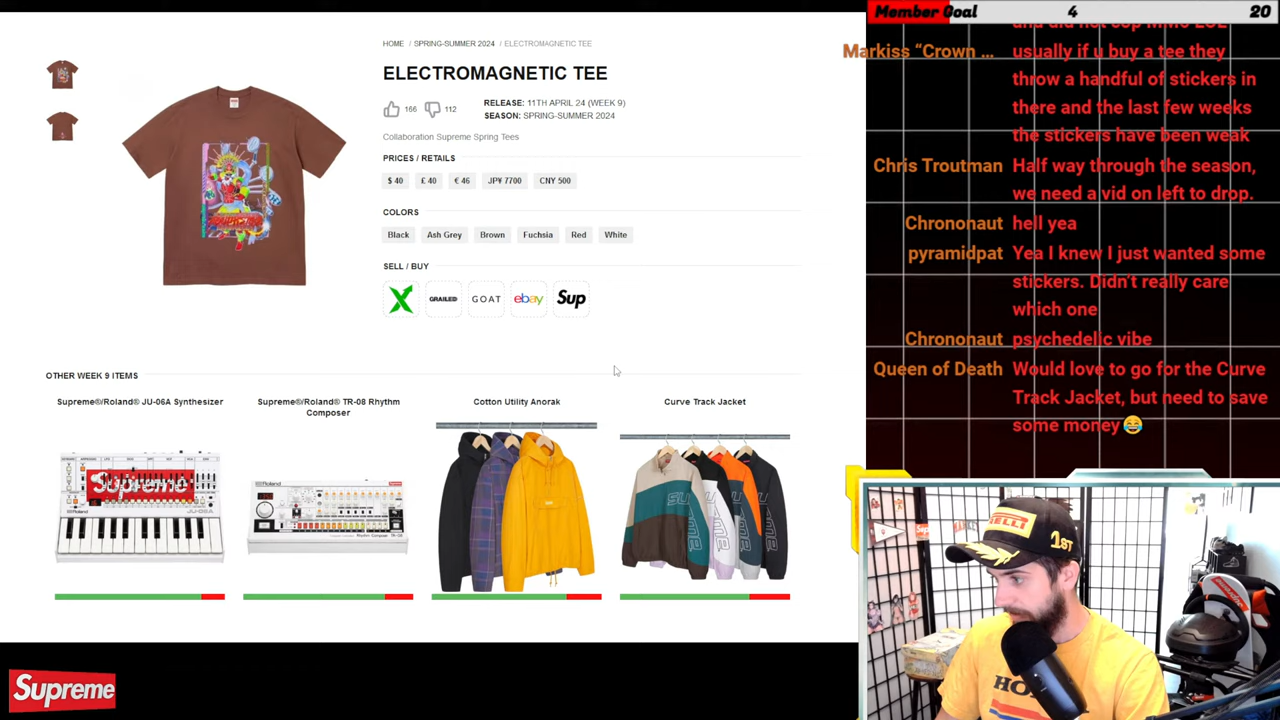 HOME / SPRING-SUMMER 2024 / ELECTROMAGNETIC TEE
ELECTROMAGNETIC TEE
166 112
RELEASE: 11TH APRIL 24 (WEEK 9)
SEASON: SPRING-SUMMER 2024
Collaboration Supreme Spring Tees
PRICES / RETAILS
$ 40 £ 40 € 46 JP¥ 7700 CNY 500
COLORS
Black Ash Grey Brown Fuchsia Red White
SELL / BUY
GRAILED GOAT ebay Sup
OTHER WEEK 9 ITEMS
Supreme®/Roland® JU-06A Synthesizer
Supreme®/Roland® TR-08 Rhythm
Composer
Cotton Utility Anorak
Curve Track Jacket
Supreme
Roland
Roland
Supreme
Member Goal 4 20
Markiss “Crown ... usually if u buy a tee they
throw a handful of stickers in
there and the last few weeks
the stickers have been weak
Chris Troutman Half way through the season,
we need a vid on left to drop.
Chrononaut hell yea
pyramidpat Yea I knew I just wanted some
stickers. Didn't really care
which one
Chrononaut psychedelic vibe
Queen of Death Would love to go for the Curve
Track Jacket, but need to save
some money😂
1ST